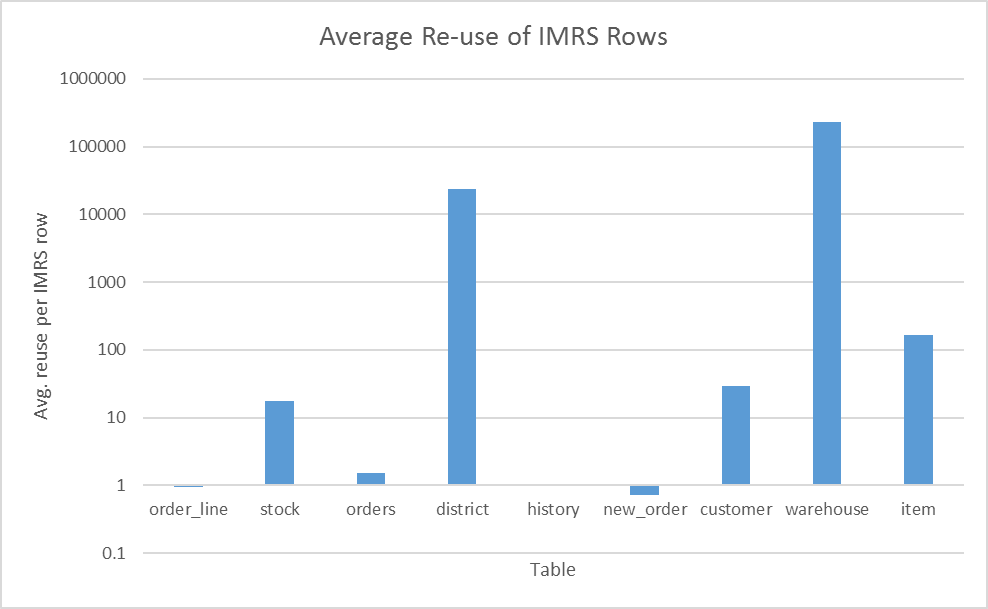 Average Re-use of IMRS Rows
1000000
100000
10000
1000
100
10
1
0.1
Avg. reuse per IMRS row
order_line stock orders district history new_order customer warehouse item
Table